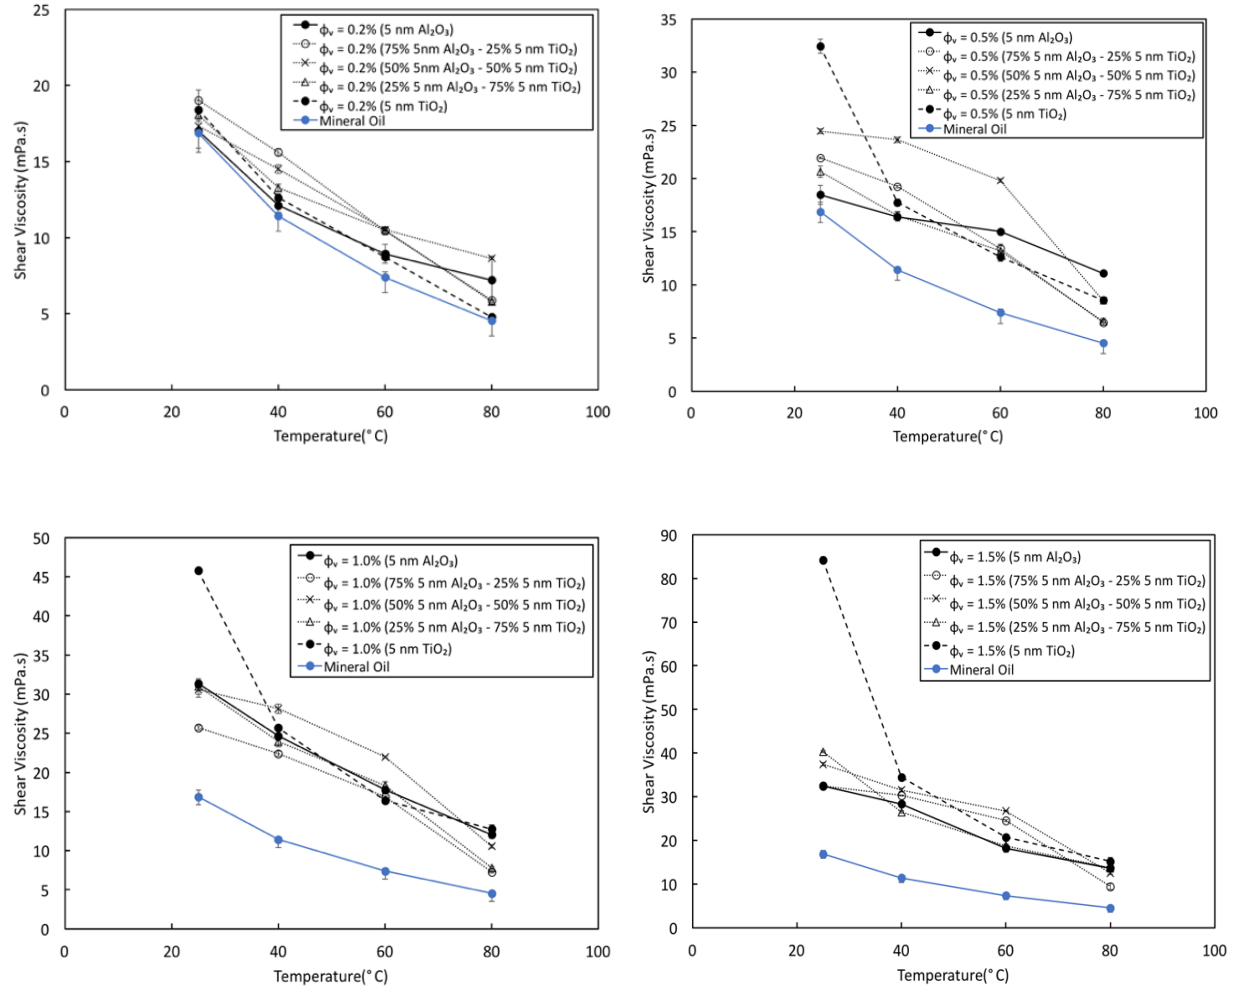 25
20
15
10
5
0
0 20 40 60 80 100
Shear Viscosity (mPa.s)
Temperature(° C)
ϕᵥ = 0.2% (5 nm Al₂O₃)
ϕᵥ = 0.2% (75% 5nm Al₂O₃ - 25% 5 nm TiO₂)
ϕᵥ = 0.2% (50% 5nm Al₂O₃ - 50% 5 nm TiO₂)
ϕᵥ = 0.2% (25% 5 nm Al₂O₃ - 75% 5 nm TiO₂)
ϕᵥ = 0.2% (5 nm TiO₂)
Mineral Oil
35
30
25
20
15
10
5
0
0 20 40 60 80 100
Shear Viscosity (mPa.s)
Temperature(° C)
ϕᵥ = 0.5% (5 nm Al₂O₃)
ϕᵥ = 0.5% (75% 5 nm Al₂O₃ - 25% 5 nm TiO₂)
ϕᵥ = 0.5% (50% 5 nm Al₂O₃ - 50% 5 nm TiO₂)
ϕᵥ = 0.5% (25% 5 nm Al₂O₃ - 75% 5 nm TiO₂)
ϕᵥ = 0.5% (5 nm TiO₂)
Mineral Oil
50
45
40
35
30
25
20
15
10
5
0
0 20 40 60 80 100
Shear Viscosity (mPa.s)
Temperature(° C)
ϕᵥ = 1.0% (5 nm Al₂O₃)
ϕᵥ = 1.0% (75% 5 nm Al₂O₃ - 25% 5 nm TiO₂)
ϕᵥ = 1.0% (50% 5 nm Al₂O₃ - 50% 5 nm TiO₂)
ϕᵥ = 1.0% (25% 5 nm Al₂O₃ - 75% 5 nm TiO₂)
ϕᵥ = 1.0% (5 nm TiO₂)
Mineral Oil
90
80
70
60
50
40
30
20
10
0
0 20 40 60 80 100
Shear Viscosity (mPa.s)
Temperature(° C)
ϕᵥ = 1.5% (5 nm Al₂O₃)
ϕᵥ = 1.5% (75% 5 nm Al₂O₃ - 25% 5 nm TiO₂)
ϕᵥ = 1.5% (50% 5 nm Al₂O₃ - 50% 5 nm TiO₂)
ϕᵥ = 1.5% (25% 5 nm Al₂O₃ - 75% 5 nm TiO₂)
ϕᵥ = 1.5% (5 nm TiO₂)
Mineral Oil